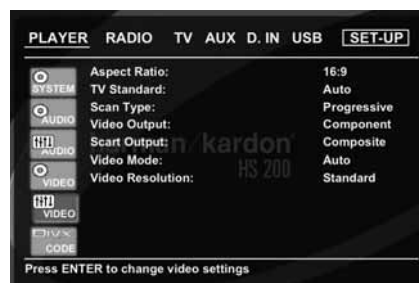 PLAYER RADIO TV AUX D. IN USB SET-UP
SYSTEM
AUDIO
AUDIO
VIDEO
VIDEO
DIVX
CODE
Aspect Ratio: 16:9
TV Standard: Auto
Scan Type: Progressive
Video Output: Component
Scart Output: Composite
Video Mode: Auto
Video Resolution: Standard
harman/kardon
HS 200
Press ENTER to change video settings